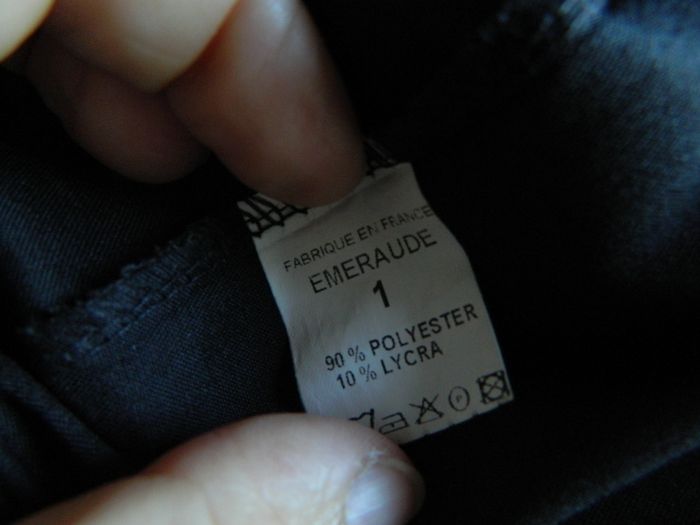 FABRIQUE EN FRANCE
EMERAUDE
1
90 % POLYESTER
10 % LYCRA
P